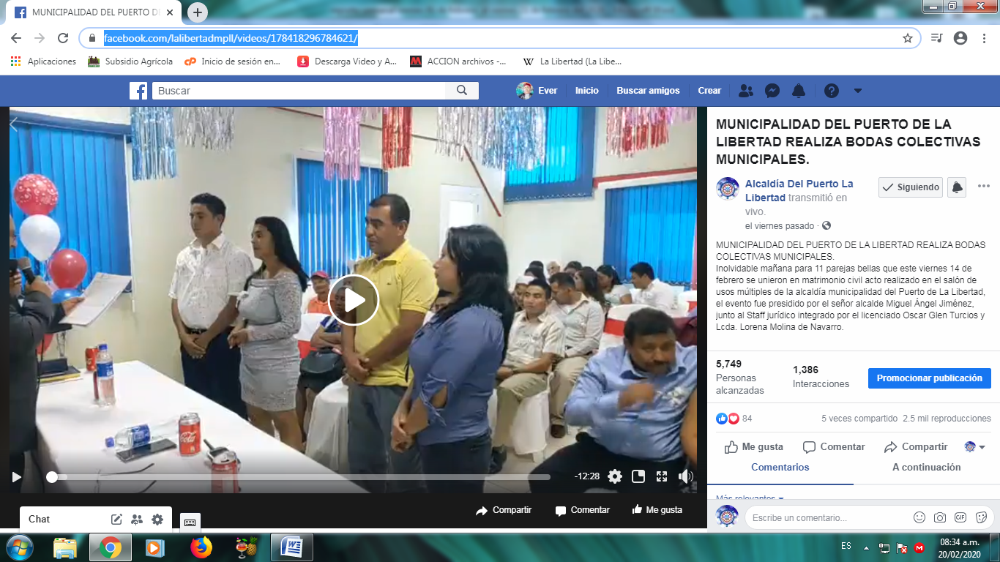 MUNICIPALIDAD DEL PUERTO DE
facebook.com/lalibertadmpll/videos/178418296784621/
Aplicaciones
Subsidio Agrícola
Inicio de sesión en...
Descarga Video y A...
ACCION archivos -...
La Libertad (La Libe...
Buscar
Ever
Inicio
Buscar amigos
Crear
MUNICIPALIDAD DEL PUERTO DE LA
LIBERTAD REALIZA BODAS COLECTIVAS
MUNICIPALES.
Alcaldía Del Puerto La
Libertad transmitió en
vivo.
Siguiendo
el viernes pasado ·
MUNICIPALIDAD DEL PUERTO DE LA LIBERTAD REALIZA BODAS
COLECTIVAS MUNICIPALES.
Inolvidable mañana para 11 parejas bellas que este viernes 14 de
febrero se unieron en matrimonio civil acto realizado en el salón de
usos múltiples de la alcaldía municipalidad del Puerto de La Libertad,
el evento fue presidido por el señor alcalde Miguel Ángel Jiménez,
junto al Staff jurídico integrado por el licenciado Oscar Glen Turcios y
Lcda. Lorena Molina de Navarro.
5,749
Personas
alcanzadas
1,386
Interacciones
Promocionar publicación
84
5 veces compartido 2.5 mil reproducciones
Me gusta
Comentar
Compartir
Comentarios
A continuación
Más relevantes
Escribe un comentario...
GIF
-12:28
Compartir
Comentar
Me gusta
Chat
ES
08:34 a.m.
20/02/2020